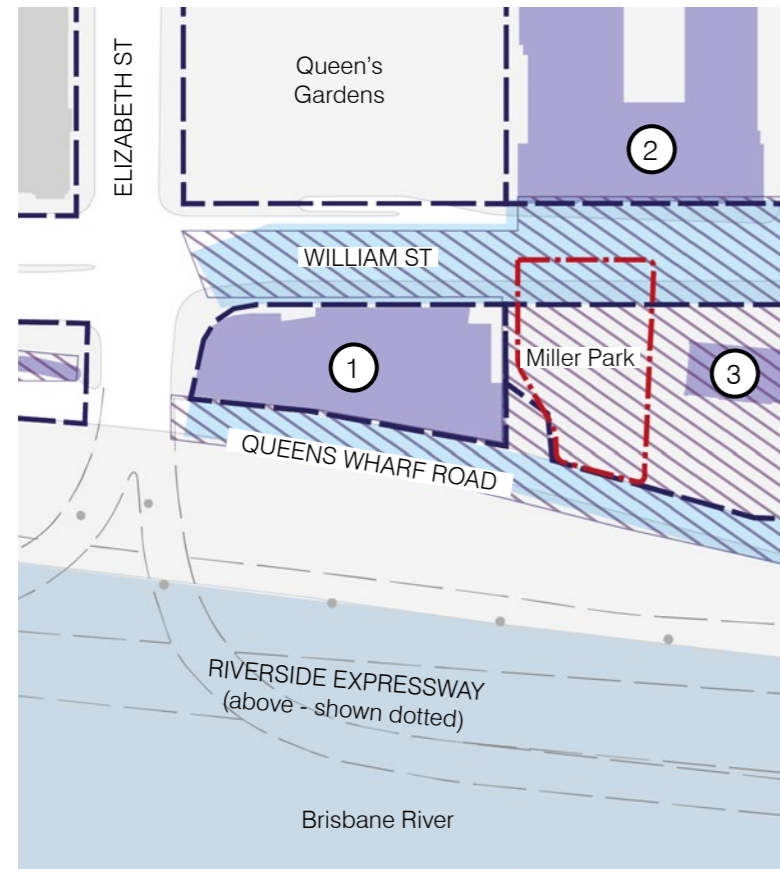 Queen's
Gardens
ELIZABETH ST
2
WILLIAM ST
1
Miller Park
3
QUEENS WHARF ROAD
RIVERSIDE EXPRESSWAY
(above - shown dotted)
Brisbane River